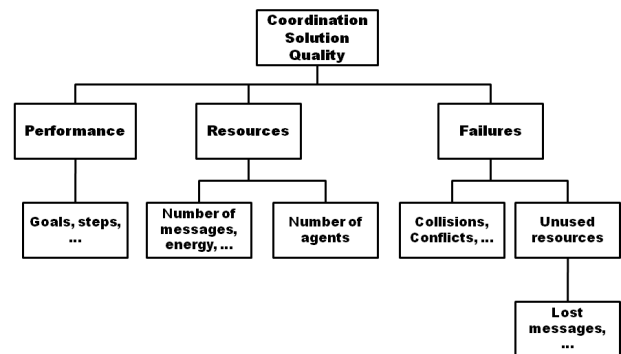 Coordination
Solution
Quality
Performance
Resources
Failures
Goals, steps,
...
Number of
messages,
energy, ...
Number of
agents
Collisions,
Conflicts, ...
Unused
resources
Lost
messages,
...